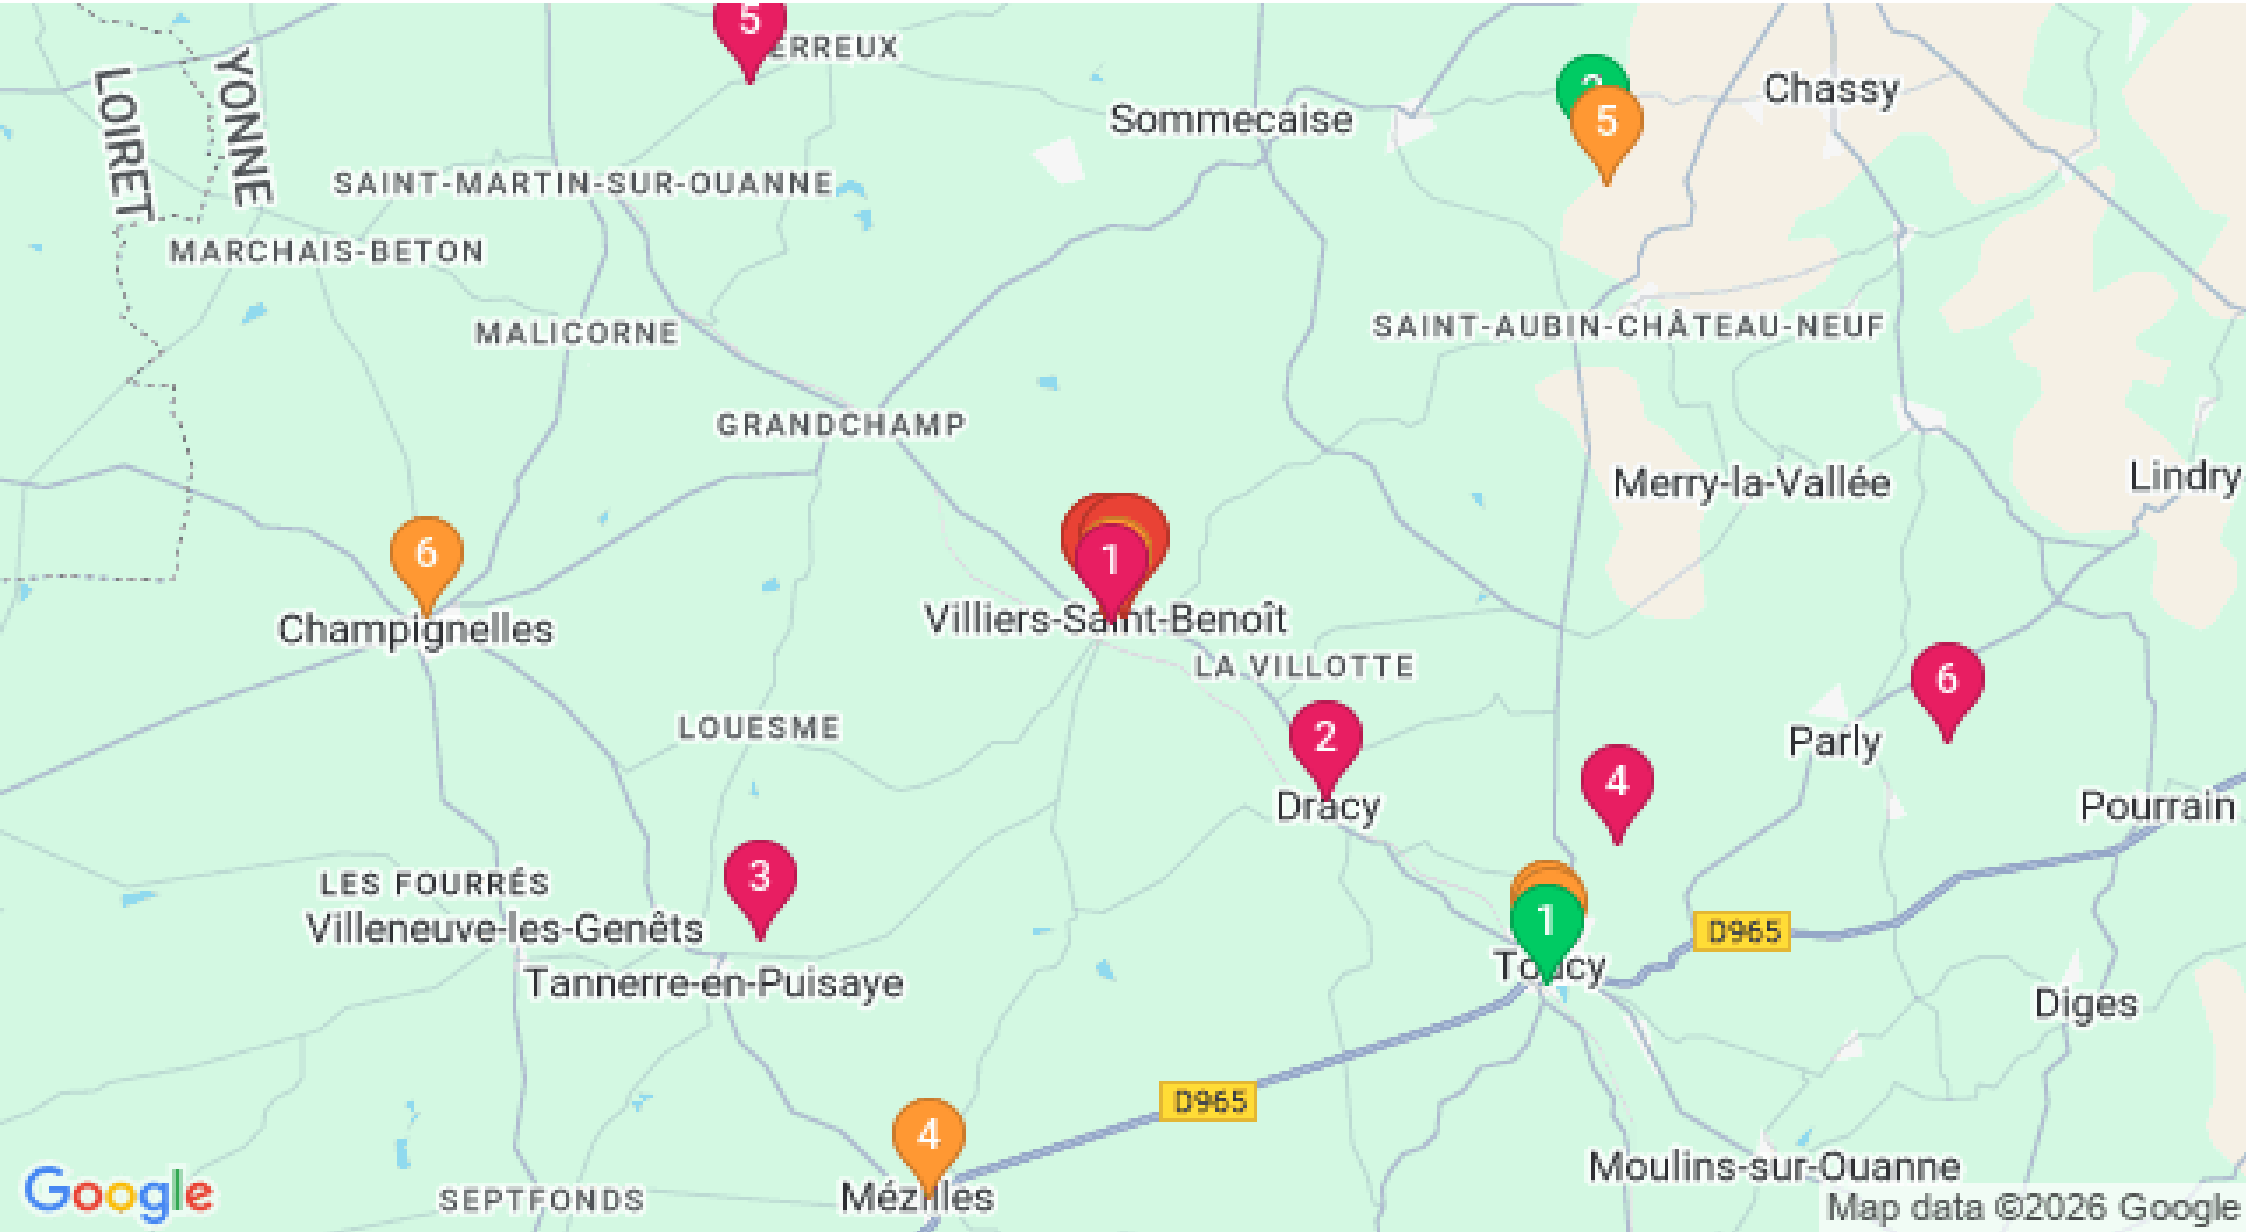 5
ERREUX
YONNE
LOIRET
Chassy
Sommecaise
5
SAINT-MARTIN-SUR-OUANNE
MARCHAIS-BETON
MALICORNE
SAINT-AUBIN-CHÂTEAU-NEUF
GRANDCHAMP
Merry-la-Vallée
Lindry
6
1
Champignelles
Villiers-Saint-Benoît
LA VILLOTTE
6
LOUESME
2
Parly
4
Dracy
Pourrain
3
LES FOURRÉS
1
Villeneuve-les-Genêts
D965
Toucy
Tannerre-en-Puisaye
Diges
D965
4
Moulins-sur-Ouanne
Google
SEPTFONDS
Mézilles
Map data ©2026 Google